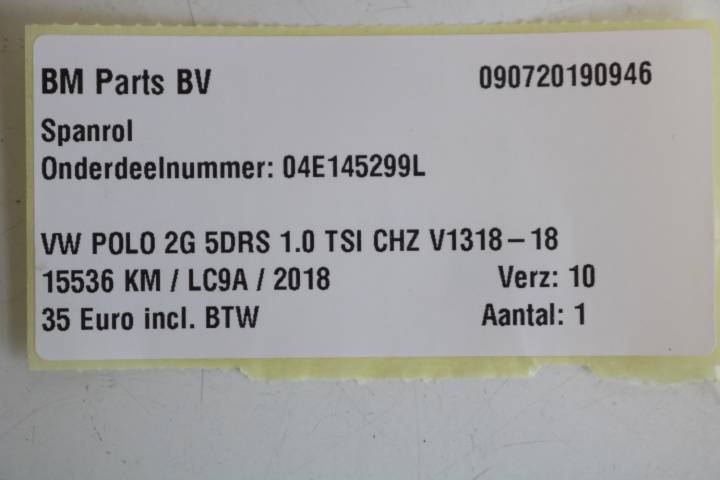 BM Parts BV 090720190946
Spanrol
Onderdeelnummer: 04E145299L
VW POLO 2G 5DRS 1.0 TSI CHZ V1318-18
15536 KM / LC9A / 2018 Verz: 10
35 Euro incl. BTW Aantal: 1